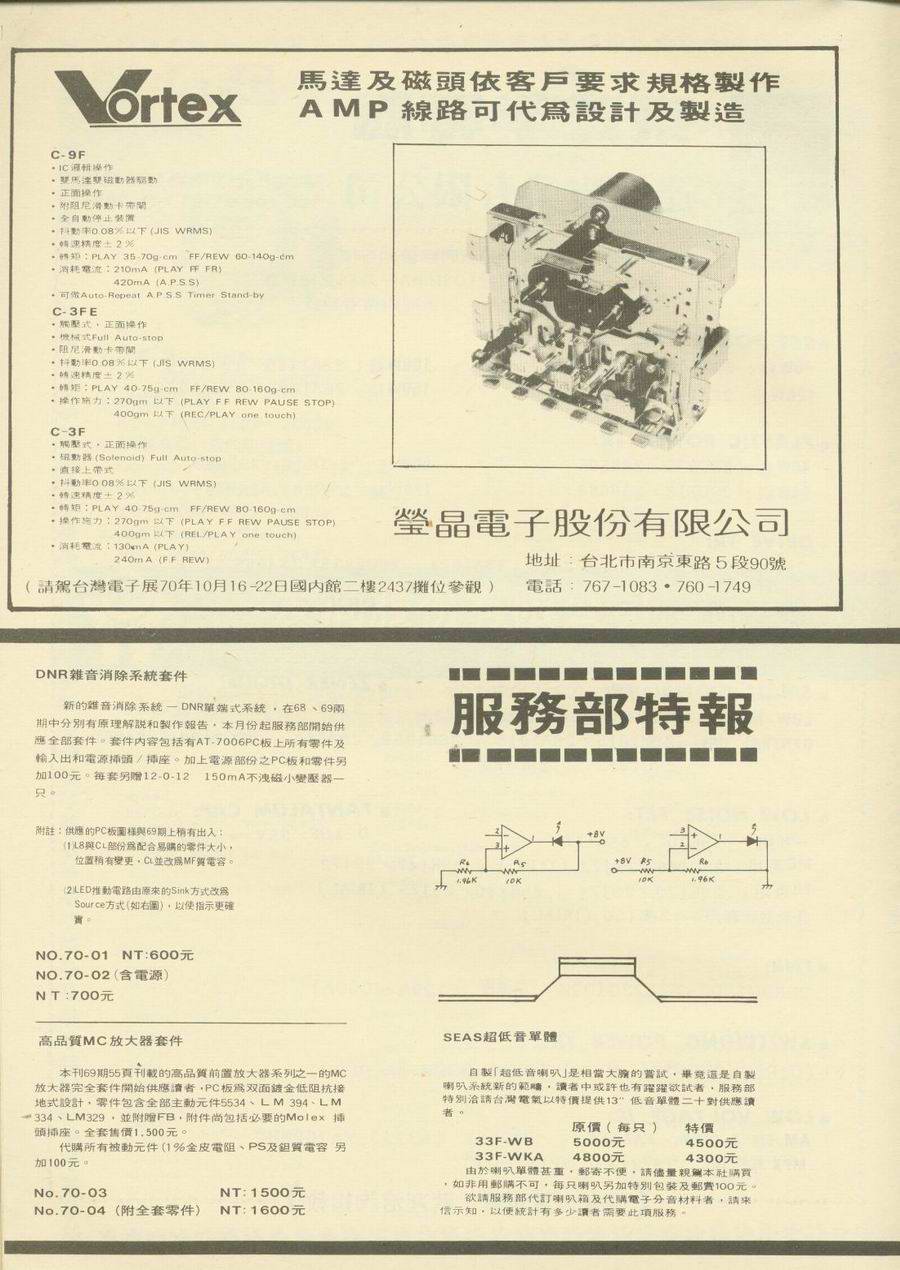 Vortex
馬達及磁頭依客戶要求規格製作
AMP 線路可代為設計及製造
C-9F
• IC邏輯操作
• 雙馬達雙磁動器驅動
• 正面操作
• 附阻尼滑動卡帶閘
• 全自動停止裝置
• 抖動率0.08%以下 (JIS WRMS)
• 轉速精度±2%
• 轉矩：PLAY 35-70g-cm FF/REW 60-140g-cm
• 消耗電流：210mA (PLAY FF FR)
420mA (A.P.S.S)
• 可做Auto-Repeat A.P.S.S Timer Stand-by
C-3FE
• 觸壓式，正面操作
• 機械式Full Auto-stop
• 阻尼滑動卡帶閘
• 抖動率0.08%以下 (JIS WRMS)
• 轉速精度±2%
• 轉矩：PLAY 40-75g-cm FF/REW 80-160g-cm
• 操作施力：270gm 以下 (PLAY F.F REW PAUSE STOP)
400gm 以下 (REC/PLAY one touch)
C-3F
• 觸壓式，正面操作
• 磁動器 (Solenoid) Full Auto-stop
• 直接上帶式
• 抖動率0.08%以下 (JIS WRMS)
• 轉速精度±2%
• 轉矩：PLAY 40-75g-cm FF/REW 80-160g-cm
• 操作施力：270gm 以下 (PLAY F.F REW PAUSE STOP)
400gm 以下 (REL/PLAY one touch)
• 消耗電流：130mA (PLAY)
240mA (F.F REW)
瑩晶電子股份有限公司
地址：台北市南京東路5段90號
電話：767-1083•760-1749
（請駕台灣電子展70年10月16-22日國內館二樓2437攤位參觀）
DNR雜音消除系統套件
新的雜音消除系統－DNR單端式系統，在68、69兩
期中分別有原理解說和製作報告，本月份起服務部開始供
應全部套件。套件內容包括有AT-7006PC板上所有零件及
輸入出和電源插頭／插座。加上電源部份之PC板和零件另
加100元。每套另贈12-0-12 150mA不洩磁小變壓器一
只。
附註：供應的PC板圖樣與69期上稍有出入：
(1)L8與CL部份為配合易購的零件大小，
位置稍有變更，CL並改為MF質電容。
(2)LED推動電路由原來的Sink方式改為
Source方式(如右圖)，以使指示更確
實。
NO.70-01 NT:600元
NO.70-02(含電源)
NT:700元
高品質MC放大器套件
本刊69期55頁刊載的高品質前置放大器系列之一的MC
放大器完全套件開始供應讀者，PC板為双面鍍金低阻抗接
地式設計，零件包含全部主動元件5534、LM 394、LM
334、LM329，並附贈FB，附件尚包括必要的Molex 插
頭插座。全套售價1,500元。
代購所有被動元件(1%金皮電阻、PS及鉭質電容 另
加100元。
No.70-03 NT:1500元
No.70-04 (附全套零件) NT:1600元
服務部特報
2
3
1
+8V
R6
1.96K
R5
10K
3
2
1
+8V
R5
10K
R6
1.96K
SEAS超低音單體
自製「超低音喇叭」是相當大膽的嘗試，畢竟這是自製
喇叭系統新的範疇，讀者中或許也有躍躍欲試者，服務部
特別洽請台灣電氣以特價提供13" 低音單體二十對供應讀
者。
原價(每只) 特價
33F-WB 5000元 4500元
33F-WKA 4800元 4300元
由於喇叭單體甚重，郵寄不便，請儘量親蒞本社購買
，如非用郵購不可，每只喇叭另加特別包裝及郵費100元。
欲請服務部代訂喇叭箱及代購電子分音材料者，請來
信示知，以便統計有多少讀者需要此項服務。